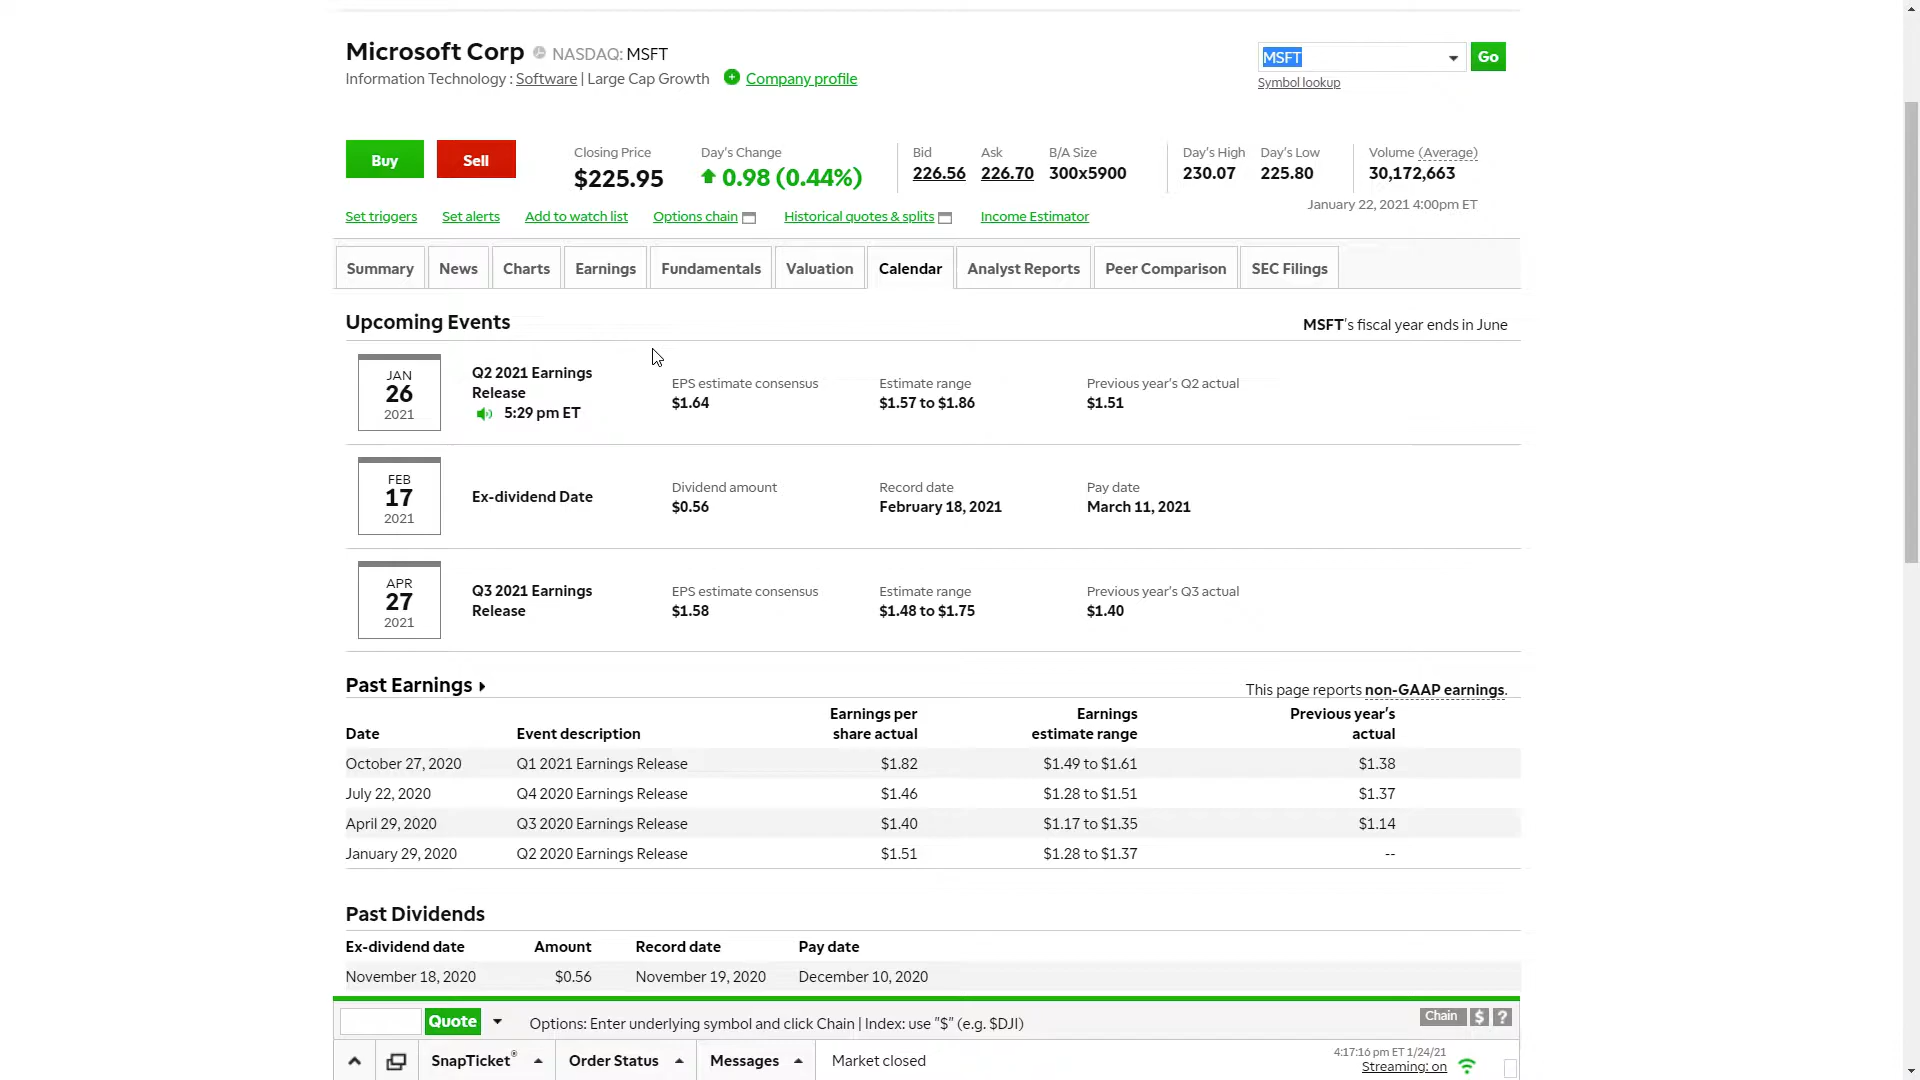 Microsoft Corp NASDAQ: MSFT
Information Technology : Software | Large Cap Growth Company profile
MSFT Go
Symbol lookup
Buy Sell
Closing Price Day's Change Bid Ask B/A Size Day's High Day's Low Volume (Average)
$225.95 0.98 (0.44%) 226.56 226.70 300x5900 230.07 225.80 30,172,663
January 22, 2021 4:00pm ET
Set triggers Set alerts Add to watch list Options chain Historical quotes & splits Income Estimator
Summary News Charts Earnings Fundamentals Valuation Calendar Analyst Reports Peer Comparison SEC Filings
Upcoming Events MSFT's fiscal year ends in June
JAN
26
2021
Q2 2021 Earnings
Release
5:29 pm ET
EPS estimate consensus Estimate range Previous year's Q2 actual
$1.64 $1.57 to $1.86 $1.51
FEB
17
2021
Ex-dividend Date
Dividend amount Record date Pay date
$0.56 February 18, 2021 March 11, 2021
APR
27
2021
Q3 2021 Earnings
Release
EPS estimate consensus Estimate range Previous year's Q3 actual
$1.58 $1.48 to $1.75 $1.40
Past Earnings This page reports non-GAAP earnings.
Earnings per Earnings Previous year's
Date Event description share actual estimate range actual
October 27, 2020 Q1 2021 Earnings Release $1.82 $1.49 to $1.61 $1.38
July 22, 2020 Q4 2020 Earnings Release $1.46 $1.28 to $1.51 $1.37
April 29, 2020 Q3 2020 Earnings Release $1.40 $1.17 to $1.35 $1.14
January 29, 2020 Q2 2020 Earnings Release $1.51 $1.28 to $1.37 --
Past Dividends
Ex-dividend date Amount Record date Pay date
November 18, 2020 $0.56 November 19, 2020 December 10, 2020
Quote Options: Enter underlying symbol and click Chain | Index: use "$" (e.g. $DJI) Chain $ ?
SnapTicket® Order Status Messages Market closed
4:17:16 pm ET 1/24/21
Streaming: on